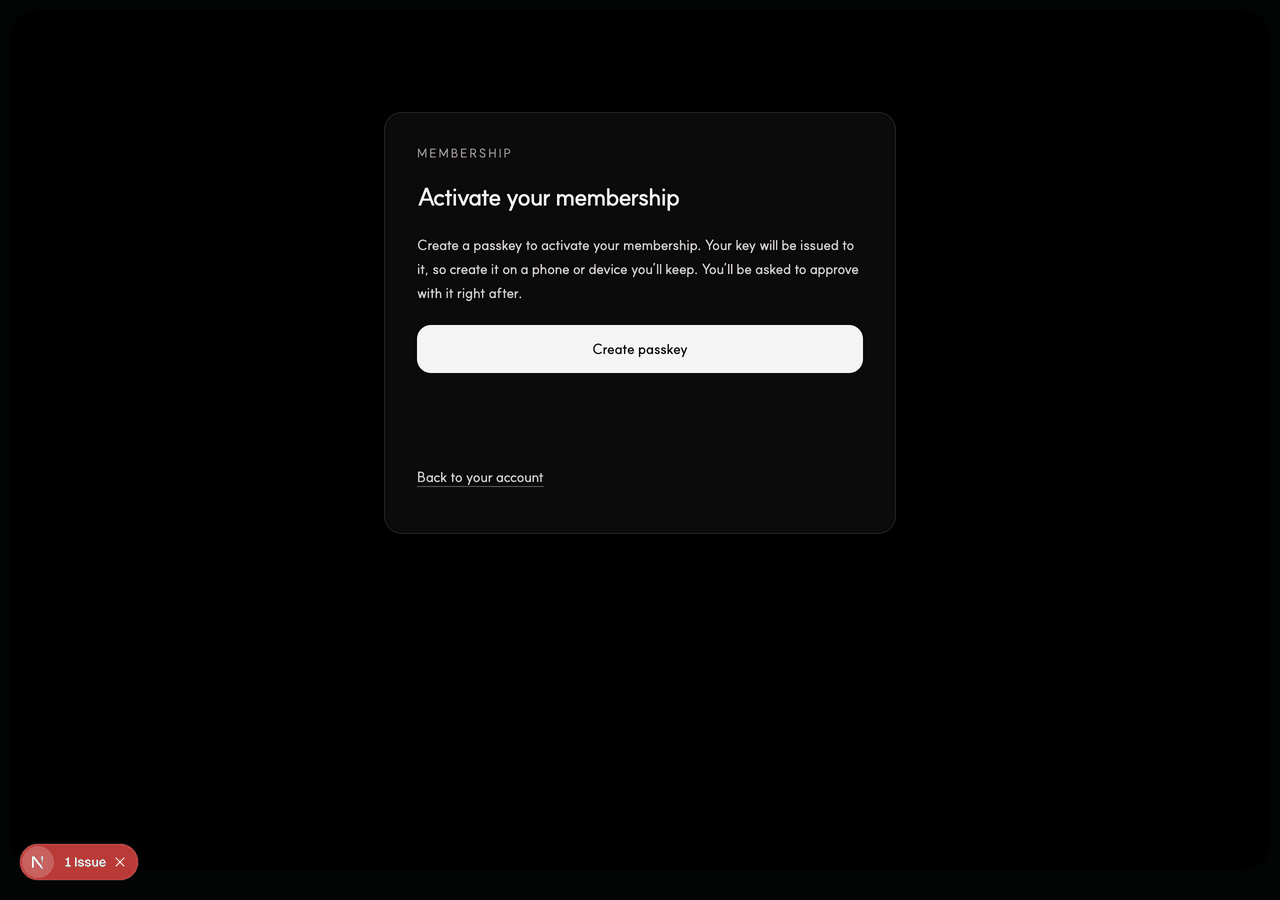 MEMBERSHIP
Activate your membership
Create a passkey to activate your membership. Your key will be issued to
it, so create it on a phone or device you’ll keep. You’ll be asked to approve
with it right after.
Create passkey
Back to your account
N 1 Issue